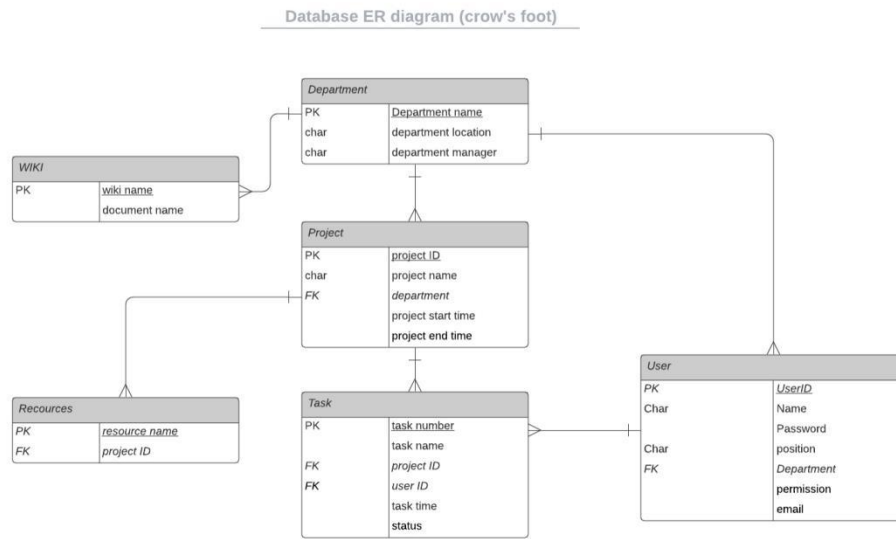 Database ER diagram (crow's foot)
Department
PK Department name
char department location
char department manager
WIKI
PK wiki name
document name
Project
PK project ID
char project name
FK department
project start time
project end time
Recources
PK resource name
FK project ID
Task
PK task number
task name
FK project ID
FK user ID
task time
status
User
PK UserID
Char Name
Password
Char position
FK Department
permission
email